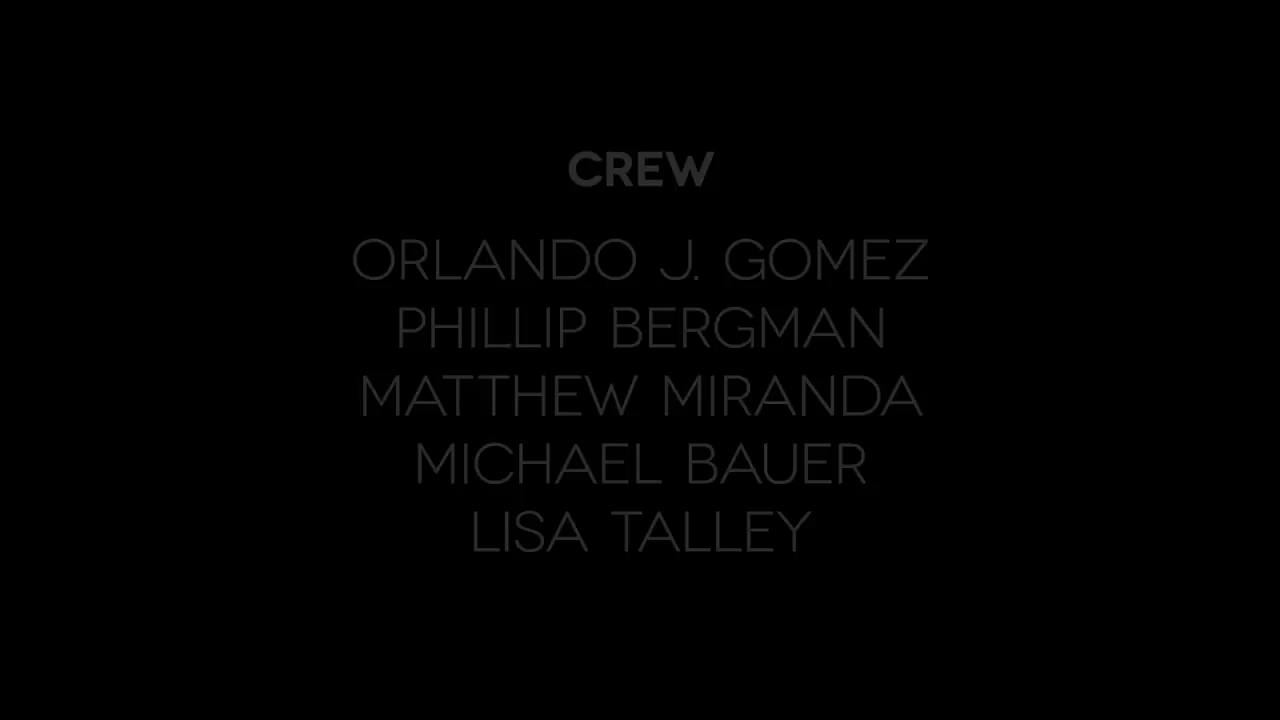 CREW
ORLANDO J. GOMEZ
PHILLIP BERGMAN
MATTHEW MIRANDA
MICHAEL BAUER
LISA TALLEY